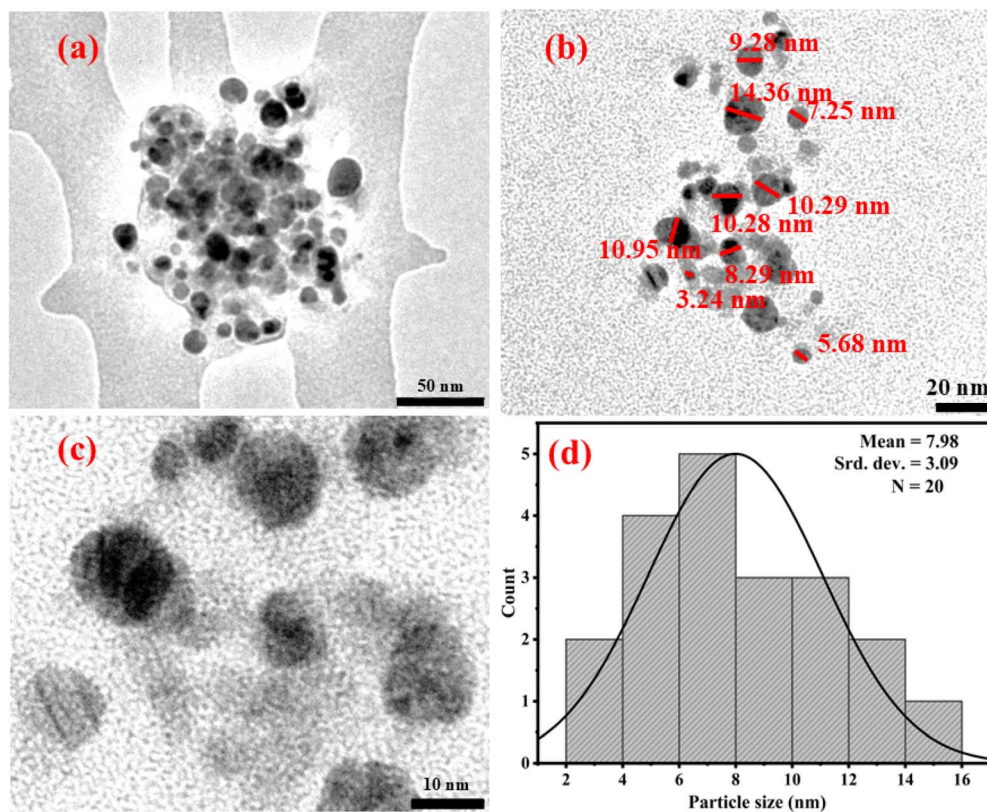 (a)
50 nm
(b)
9.28 nm
14.36 nm
7.25 nm
10.29 nm
10.28 nm
10.95 nm
8.29 nm
3.24 nm
5.68 nm
20 nm
(c)
10 nm
(d)
Mean = 7.98
Srd. dev. = 3.09
N = 20
5
4
3
2
1
0
Count
2 4 6 8 10 12 14 16
Particle size (nm)